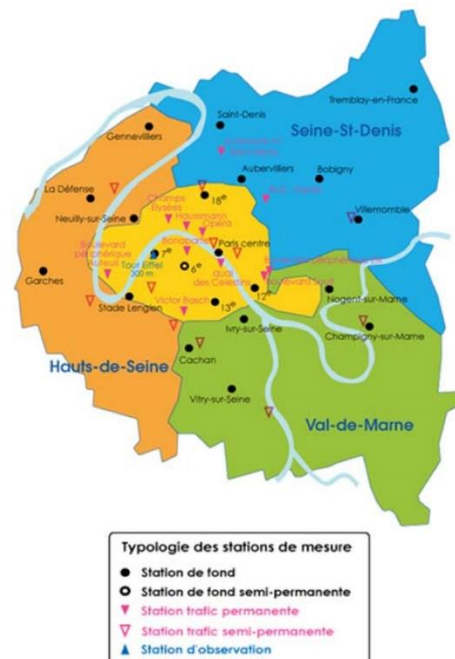 Tremblay-en-France
Saint-Denis
Gennevilliers
Seine-St-Denis
Aubervilliers
Bobigny
La Défense
18e
Champs
Elysées
Villemomble
Neuilly-sur-Seine
Haussmann
Opéra
Paris centre
Boulevard
périphérique
Auteuil
Bonaparte
7e
Tour Eiffel
300 m
6e
Garches
quai
des Celestins
12e
Nogent-sur-Marne
Stade Lenglen
Victor Basch
13e
Ivry-sur-Seine
Champigny-sur-Marne
Cachan
Hauts-de-Seine
Vitry-sur-Seine
Val-de-Marne
Typologie des stations de mesure
Station de fond
Station de fond semi-permanente
Station trafic permanente
Station trafic semi-permanente
Station d'observation